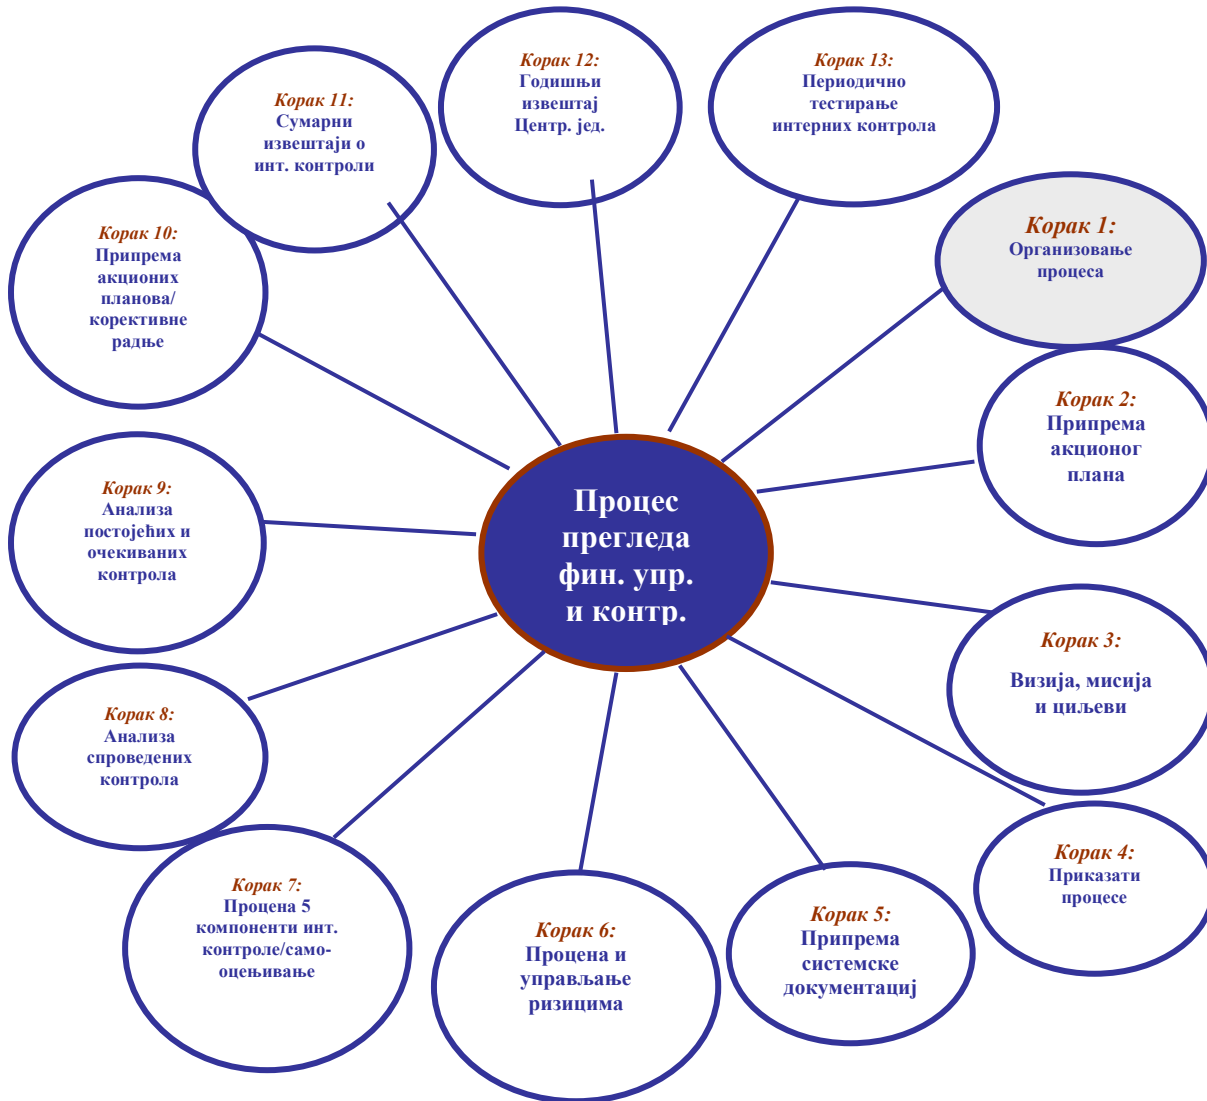 Процес
прегледа
фин. упр.
и контр.
Корак 1:
Организовање
процеса
Корак 2:
Припрема
акционог
плана
Корак 3:
Визија, мисија
и циљеви
Корак 4:
Приказати
процесе
Корак 5:
Припрема
системске
документациј
Корак 6:
Процена и
управљање
ризицима
Корак 7:
Процена 5
компоненти инт.
контроле/само-
оцењивање
Корак 8:
Анализа
спроведених
контрола
Корак 9:
Анализа
постојећих и
очекиваних
контрола
Корак 10:
Припрема
акционих
планова/
корективне
радње
Корак 11:
Сумарни
извештаји о
инт. контроли
Корак 12:
Годишњи
извештај
Центр. јед.
Корак 13:
Периодично
тестирање
интерних контрола